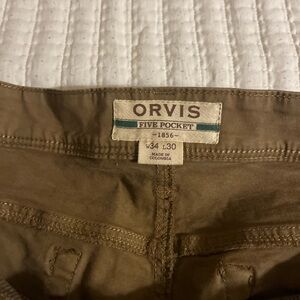 ORVIS
FIVE POCKET
—1856—
W34 L30
MADE IN
COLOMBIA